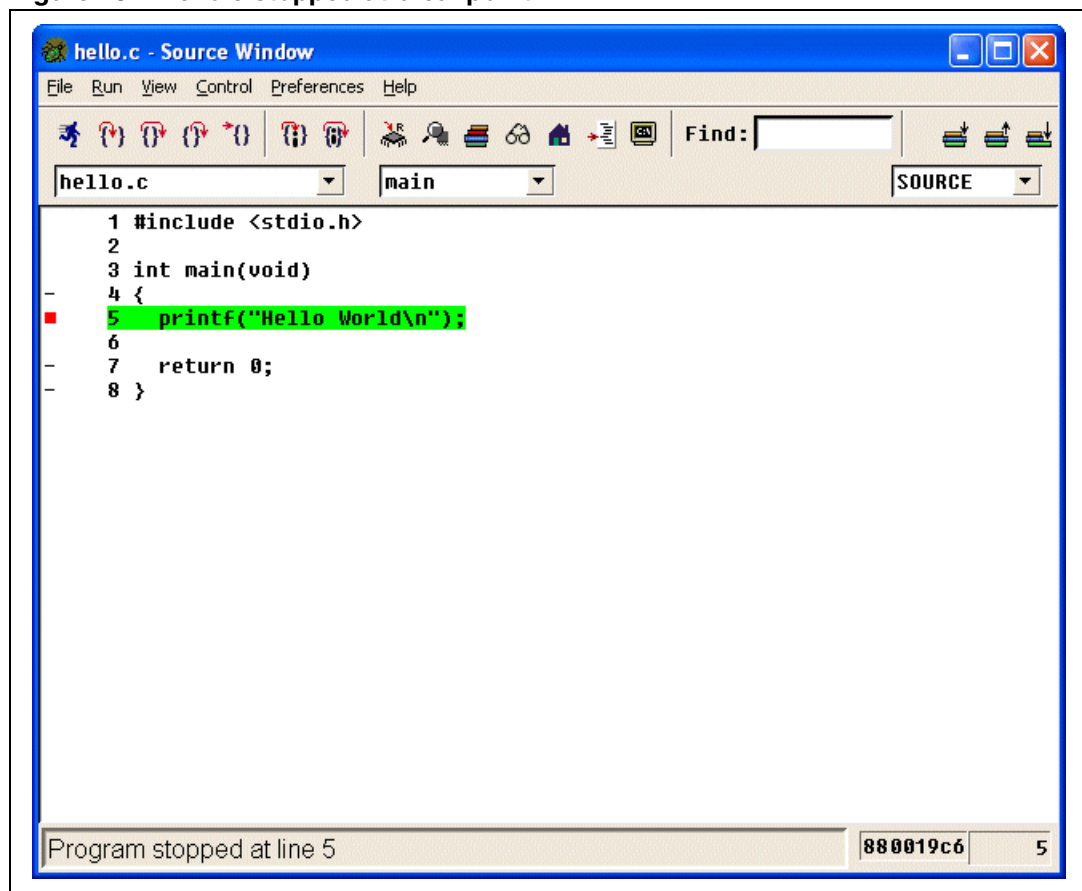 hello.c - Source Window
File Run View Control Preferences Help
Find:
hello.c main SOURCE
1 #include <stdio.h>
2
3 int main(void)
- 4 {
5 printf("Hello World\n");
6
- 7 return 0;
- 8 }
Program stopped at line 5 880019c6 5